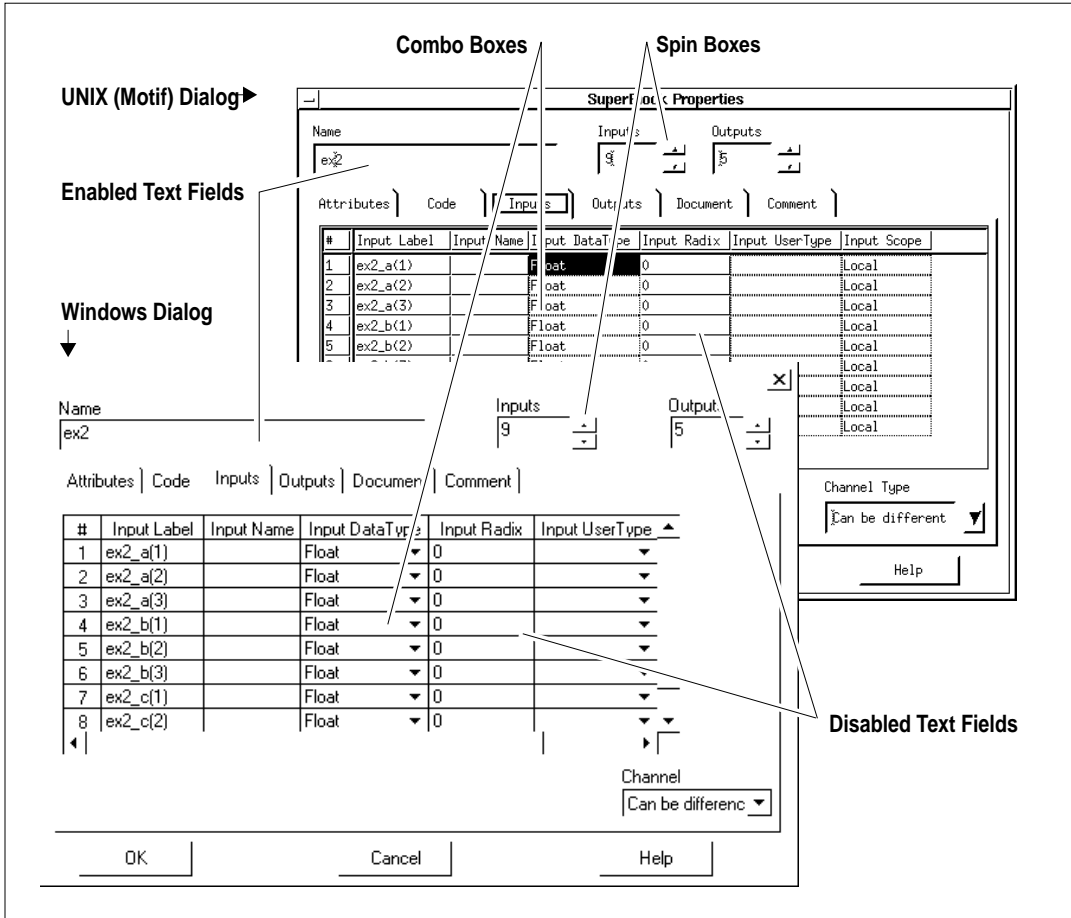 Combo Boxes
Spin Boxes
UNIX (Motif) Dialog
SuperBlock Properties
Name
Inputs
Outputs
ex2
9
5
Enabled Text Fields
Attributes Code Inputs Outputs Document Comment
# Input Label Input Name Input DataType Input Radix Input UserType Input Scope
1 ex2_a(1) Float 0 Local
2 ex2_a(2) Float 0 Local
3 ex2_a(3) Float 0 Local
4 ex2_b(1) Float 0 Local
5 ex2_b(2) Float 0 Local
Local
Local
Local
Local
Channel Type
Can be different
Help
Windows Dialog
Name
Inputs
Output
ex2
9
5
Attributes Code Inputs Outputs Document Comment
# Input Label Input Name Input DataType Input Radix Input UserType
1 ex2_a(1) Float 0
2 ex2_a(2) Float 0
3 ex2_a(3) Float 0
4 ex2_b(1) Float 0
5 ex2_b(2) Float 0
6 ex2_b(3) Float 0
7 ex2_c(1) Float 0
8 ex2_c(2) Float 0
Disabled Text Fields
Channel
Can be differenc
OK
Cancel
Help